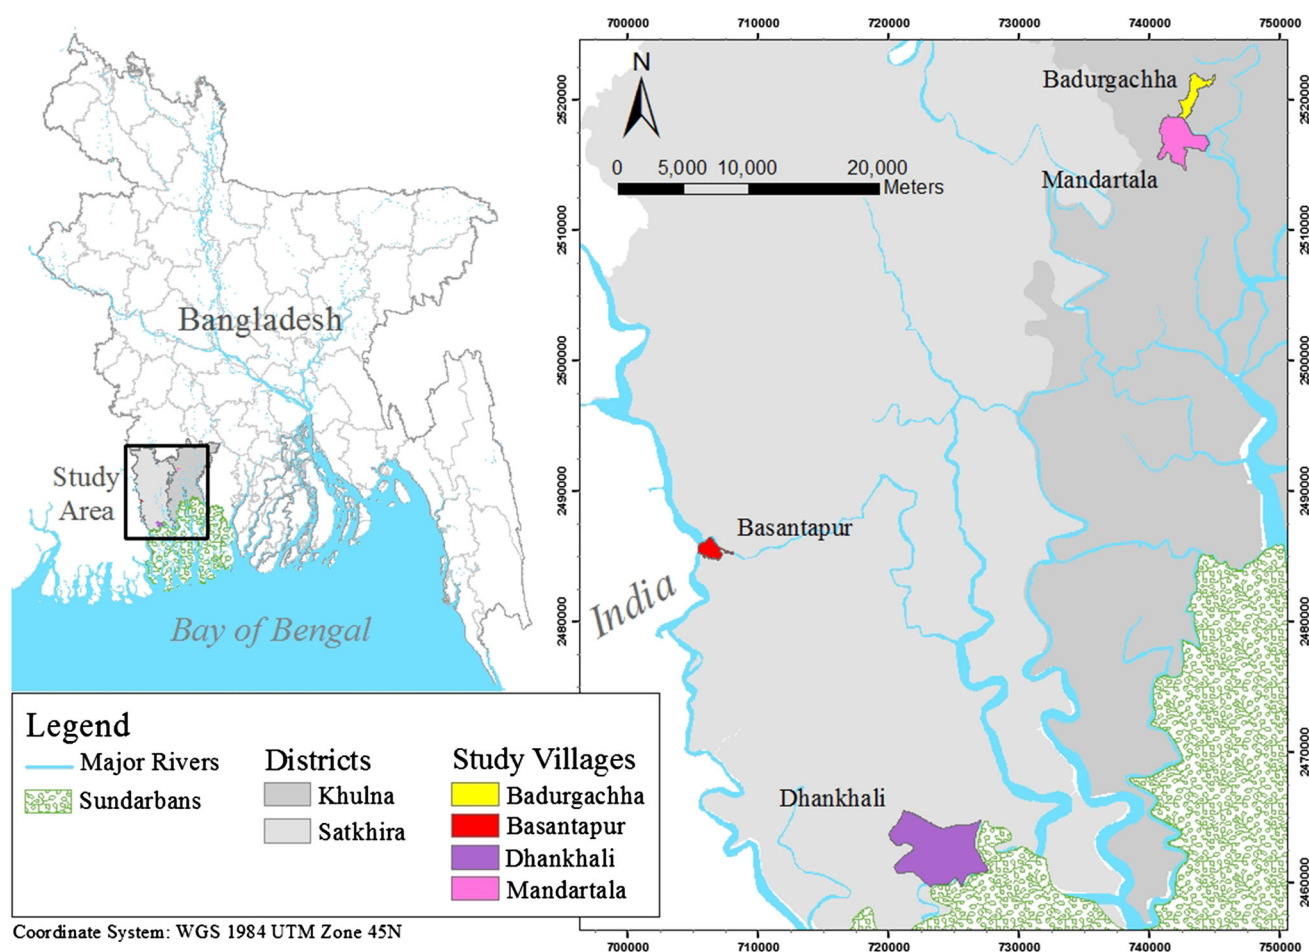 700000 710000 720000 730000 740000 750000
N
0 5,000 10,000 20,000
Meters
Badurgachha
Mandartala
Basantapur
Dhankhali
India
2520000
2510000
2500000
2490000
2480000
2470000
2460000
2520000
2510000
2500000
2490000
2480000
2470000
2460000
700000 710000 720000 730000 740000 750000
Bangladesh
Study
Area
Bay of Bengal
Legend
Major Rivers
Sundarbans
Districts
Khulna
Satkhira
Study Villages
Badurgachha
Basantapur
Dhankhali
Mandartala
Coordinate System: WGS 1984 UTM Zone 45N